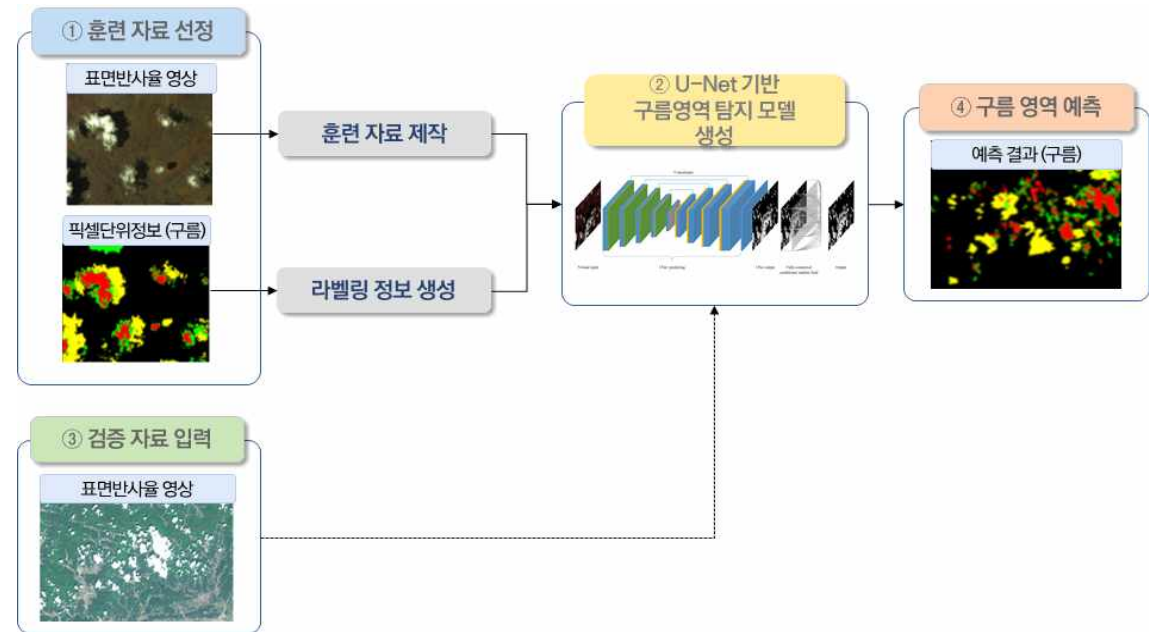 ① 훈련 자료 선정
표면반사율 영상
픽셀단위정보 (구름)
훈련 자료 제작
라벨링 정보 생성
② U-Net 기반
구름영역 탐지 모델
생성
③ 검증 자료 입력
표면반사율 영상
④ 구름 영역 예측
예측 결과 (구름)